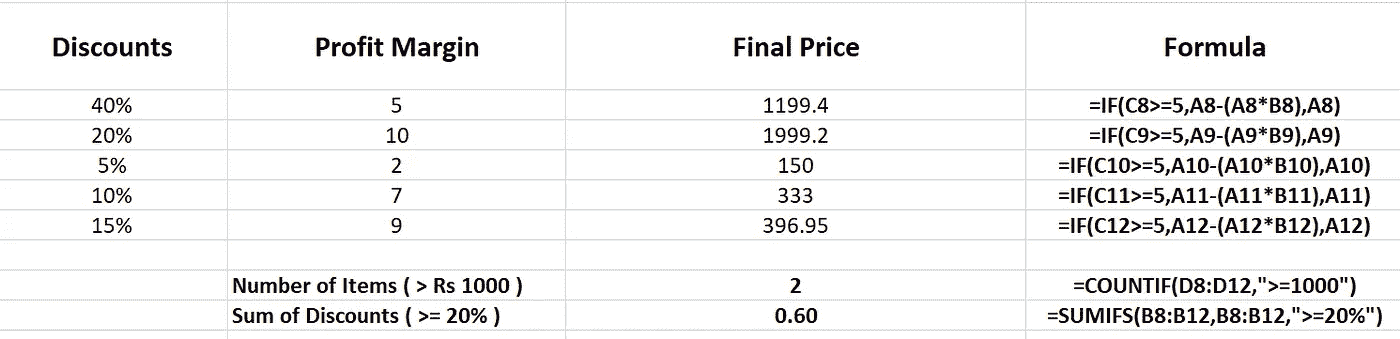 Discounts Profit Margin Final Price Formula
40% 5 1199.4 =IF(C8>=5,A8-(A8*B8),A8)
20% 10 1999.2 =IF(C9>=5,A9-(A9*B9),A9)
5% 2 150 =IF(C10>=5,A10-(A10*B10),A10)
10% 7 333 =IF(C11>=5,A11-(A11*B11),A11)
15% 9 396.95 =IF(C12>=5,A12-(A12*B12),A12)
Number of Items ( > Rs 1000 ) 2 =COUNTIF(D8:D12,">=1000")
Sum of Discounts ( >= 20% ) 0.60 =SUMIFS(B8:B12,B8:B12,">=20%")